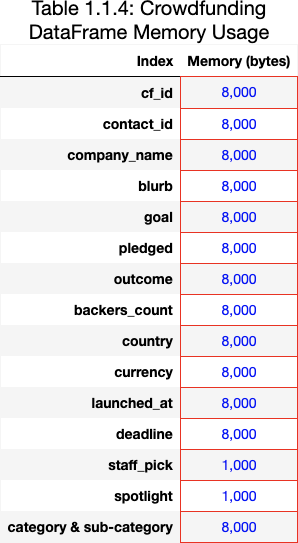 Table 1.1.4: Crowdfunding
DataFrame Memory Usage
Index Memory (bytes)
cf_id 8,000
contact_id 8,000
company_name 8,000
blurb 8,000
goal 8,000
pledged 8,000
outcome 8,000
backers_count 8,000
country 8,000
currency 8,000
launched_at 8,000
deadline 8,000
staff_pick 1,000
spotlight 1,000
category & sub-category 8,000